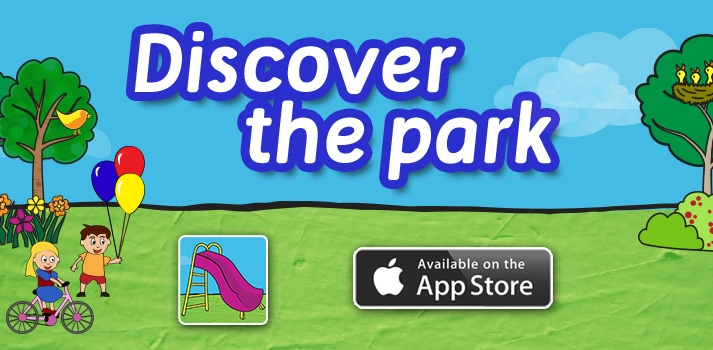 Discover
the park
Available on the
App Store